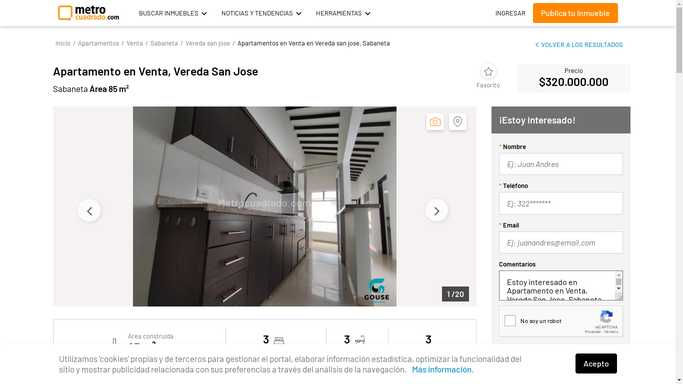 metro
cuadrado.com
BUSCAR INMUEBLES
NOTICIAS Y TENDENCIAS
HERRAMIENTAS
INGRESAR
Publica tu Inmueble
Inicio / Apartamentos / Venta / Sabaneta / Vereda san jose / Apartamentos en Venta en Vereda san jose, Sabaneta
< VOLVER A LOS RESULTADOS
Apartamento en Venta, Vereda San Jose
Sabaneta Área 85 m²
Favorito
Precio
$320.000.000
Metrocuadrado.com
GOUSE
1 / 20
¡Estoy Interesado!
* Nombre
Ej: Juan Andres
* Teléfono
Ej: 322*******
* Email
Ej: juanandres@email.com
Comentarios
Estoy interesado en
Apartamento en Venta,
Vereda San Jose, Sabaneta
No soy un robot
reCAPTCHA
Privacidad - Términos
Área construida
3
3
3
Utilizamos 'cookies' propias y de terceros para gestionar el portal, elaborar información estadística, optimizar la funcionalidad del
sitio y mostrar publicidad relacionada con sus preferencias a través del análisis de la navegación. Más información.
Acepto